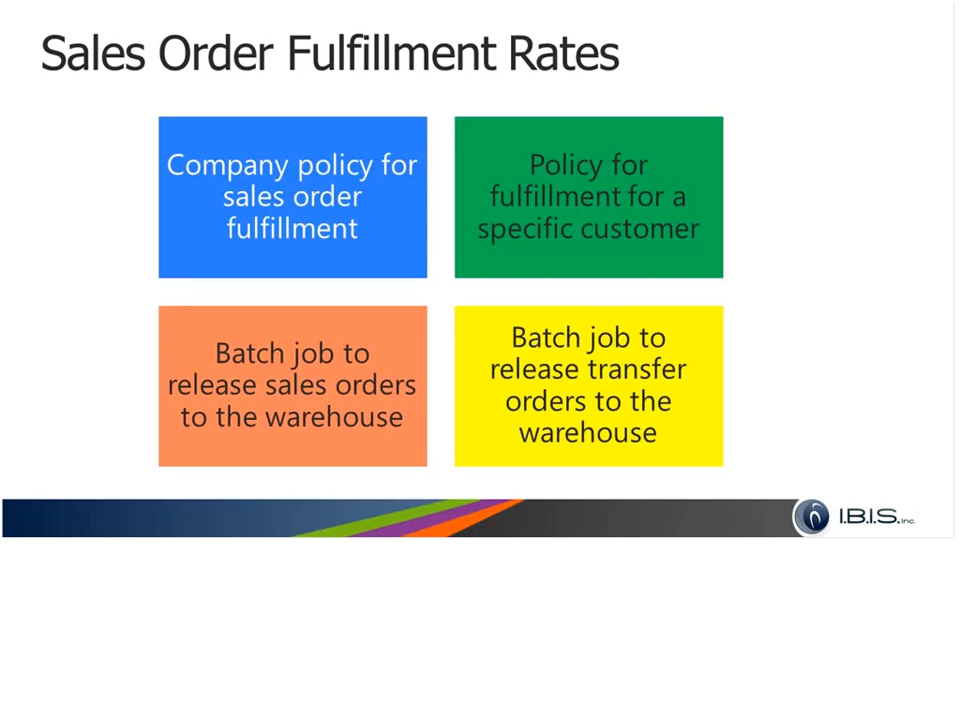 Sales Order Fulfillment Rates
Company policy for
sales order
fulfillment
Policy for
fulfillment for a
specific customer
Batch job to
release sales orders
to the warehouse
Batch job to
release transfer
orders to the
warehouse
I.B.I.S. Inc.